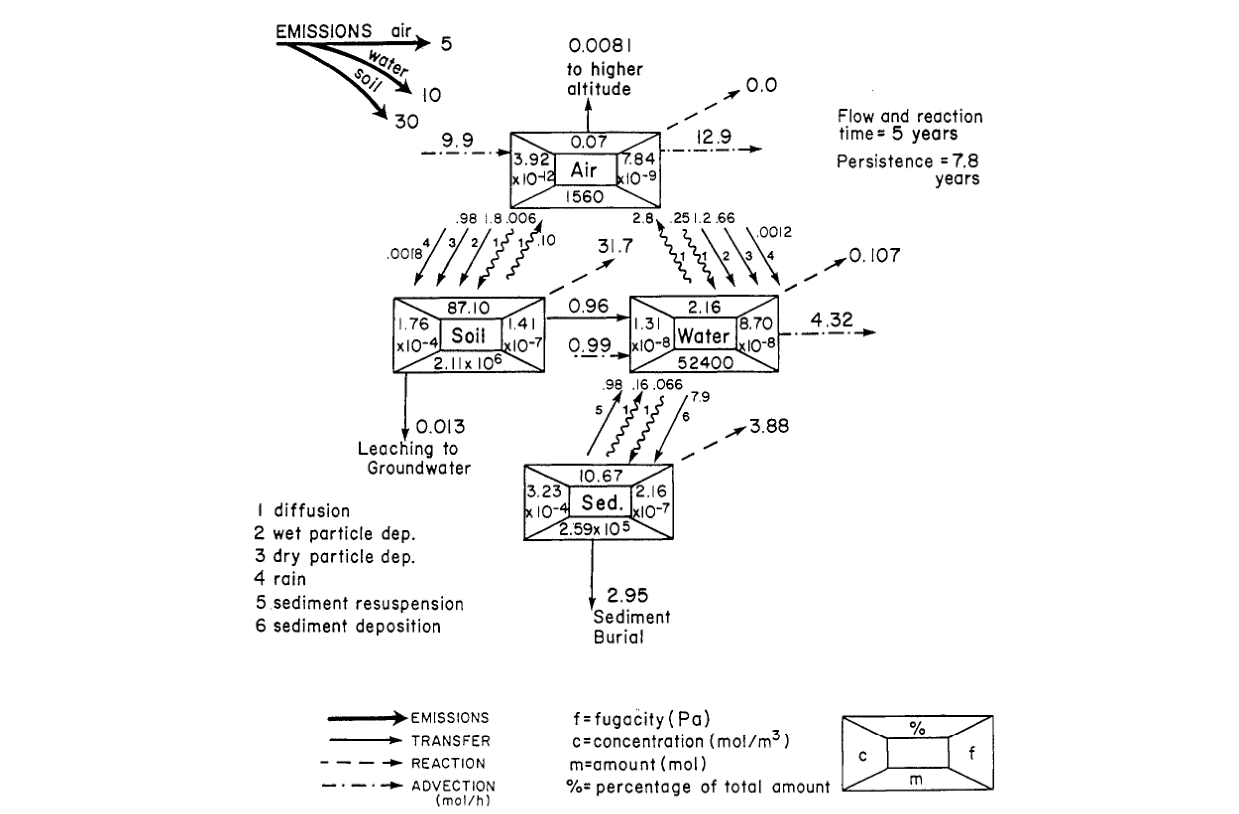 EMISSIONS air 5
water 10
soil 30
0.0081
to higher
altitude
0.0
Flow and reaction
time = 5 years
Persistence = 7.8
years
9.9
12.9
0.07
3.92
x10-12
Air
7.84
x10-9
1560
.98 1.8 .006
.10
.0018
4 3 2 1 1
2.8 .25 1.2 .66
.0012
1 1 2 3 4
31.7
0.107
87.10
1.76
x10-4
Soil
1.41
x10-7
2.11x10⁶
0.96
0.99
2.16
1.31
x10-8
Water
8.70
x10-8
52400
4.32
0.013
Leaching to
Groundwater
.98 .16 .066
7.9
5 1 1 6
3.88
10.67
3.23
x10-4
Sed.
2.16
x10-7
2.59x10⁵
2.95
Sediment
Burial
1 diffusion
2 wet particle dep.
3 dry particle dep.
4 rain
5 sediment resuspension
6 sediment deposition
EMISSIONS
TRANSFER
REACTION
ADVECTION
(mol/h)
f=fugacity (Pa)
c=concentration (mol/m³)
m=amount (mol)
%=percentage of total amount
%
c
f
m